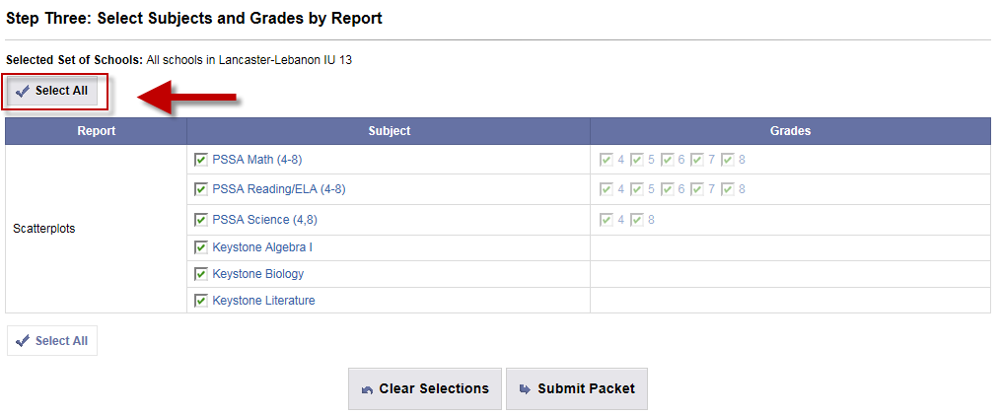 Step Three: Select Subjects and Grades by Report
Selected Set of Schools: All schools in Lancaster-Lebanon IU 13
Select All
Report Subject Grades
Scatterplots
PSSA Math (4-8) 4 5 6 7 8
PSSA Reading/ELA (4-8) 4 5 6 7 8
PSSA Science (4,8) 4 8
Keystone Algebra I
Keystone Biology
Keystone Literature
Select All
Clear Selections Submit Packet